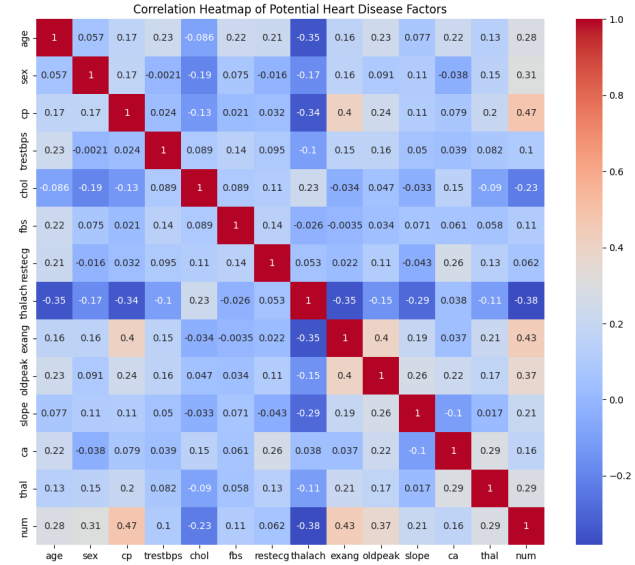 Correlation Heatmap of Potential Heart Disease Factors
age 1 0.057 0.17 0.23 -0.086 0.22 0.21 -0.35 0.16 0.23 0.077 0.22 0.13 0.28
sex 0.057 1 0.17 -0.0021 -0.19 0.075 -0.016 -0.17 0.16 0.091 0.11 -0.038 0.15 0.31
cp 0.17 0.17 1 0.024 -0.13 0.021 0.032 -0.34 0.4 0.24 0.11 0.079 0.2 0.47
trestbps 0.23 -0.0021 0.024 1 0.089 0.14 0.095 -0.1 0.15 0.16 0.05 0.039 0.082 0.1
chol -0.086 -0.19 -0.13 0.089 1 0.089 0.11 0.23 -0.034 0.047 -0.033 0.15 -0.09 -0.23
fbs 0.22 0.075 0.021 0.14 0.089 1 0.14 -0.026 -0.0035 0.034 0.071 0.061 0.058 0.11
restecg 0.21 -0.016 0.032 0.095 0.11 0.14 1 0.053 0.022 0.11 -0.043 0.26 0.13 0.062
thalach -0.35 -0.17 -0.34 -0.1 0.23 -0.026 0.053 1 -0.35 -0.15 -0.29 0.038 -0.11 -0.38
exang 0.16 0.16 0.4 0.15 -0.034 -0.0035 0.022 -0.35 1 0.4 0.19 0.037 0.21 0.43
oldpeak 0.23 0.091 0.24 0.16 0.047 0.034 0.11 -0.15 0.4 1 0.26 0.22 0.17 0.37
slope 0.077 0.11 0.11 0.05 -0.033 0.071 -0.043 -0.29 0.19 0.26 1 -0.1 0.017 0.21
ca 0.22 -0.038 0.079 0.039 0.15 0.061 0.26 0.038 0.037 0.22 -0.1 1 0.29 0.16
thal 0.13 0.15 0.2 0.082 -0.09 0.058 0.13 -0.11 0.21 0.17 0.017 0.29 1 0.29
num 0.28 0.31 0.47 0.1 -0.23 0.11 0.062 -0.38 0.43 0.37 0.21 0.16 0.29 1
age sex cp trestbps chol fbs restecg thalach exang oldpeak slope ca thal num
1.0
0.8
0.6
0.4
0.2
0.0
−0.2